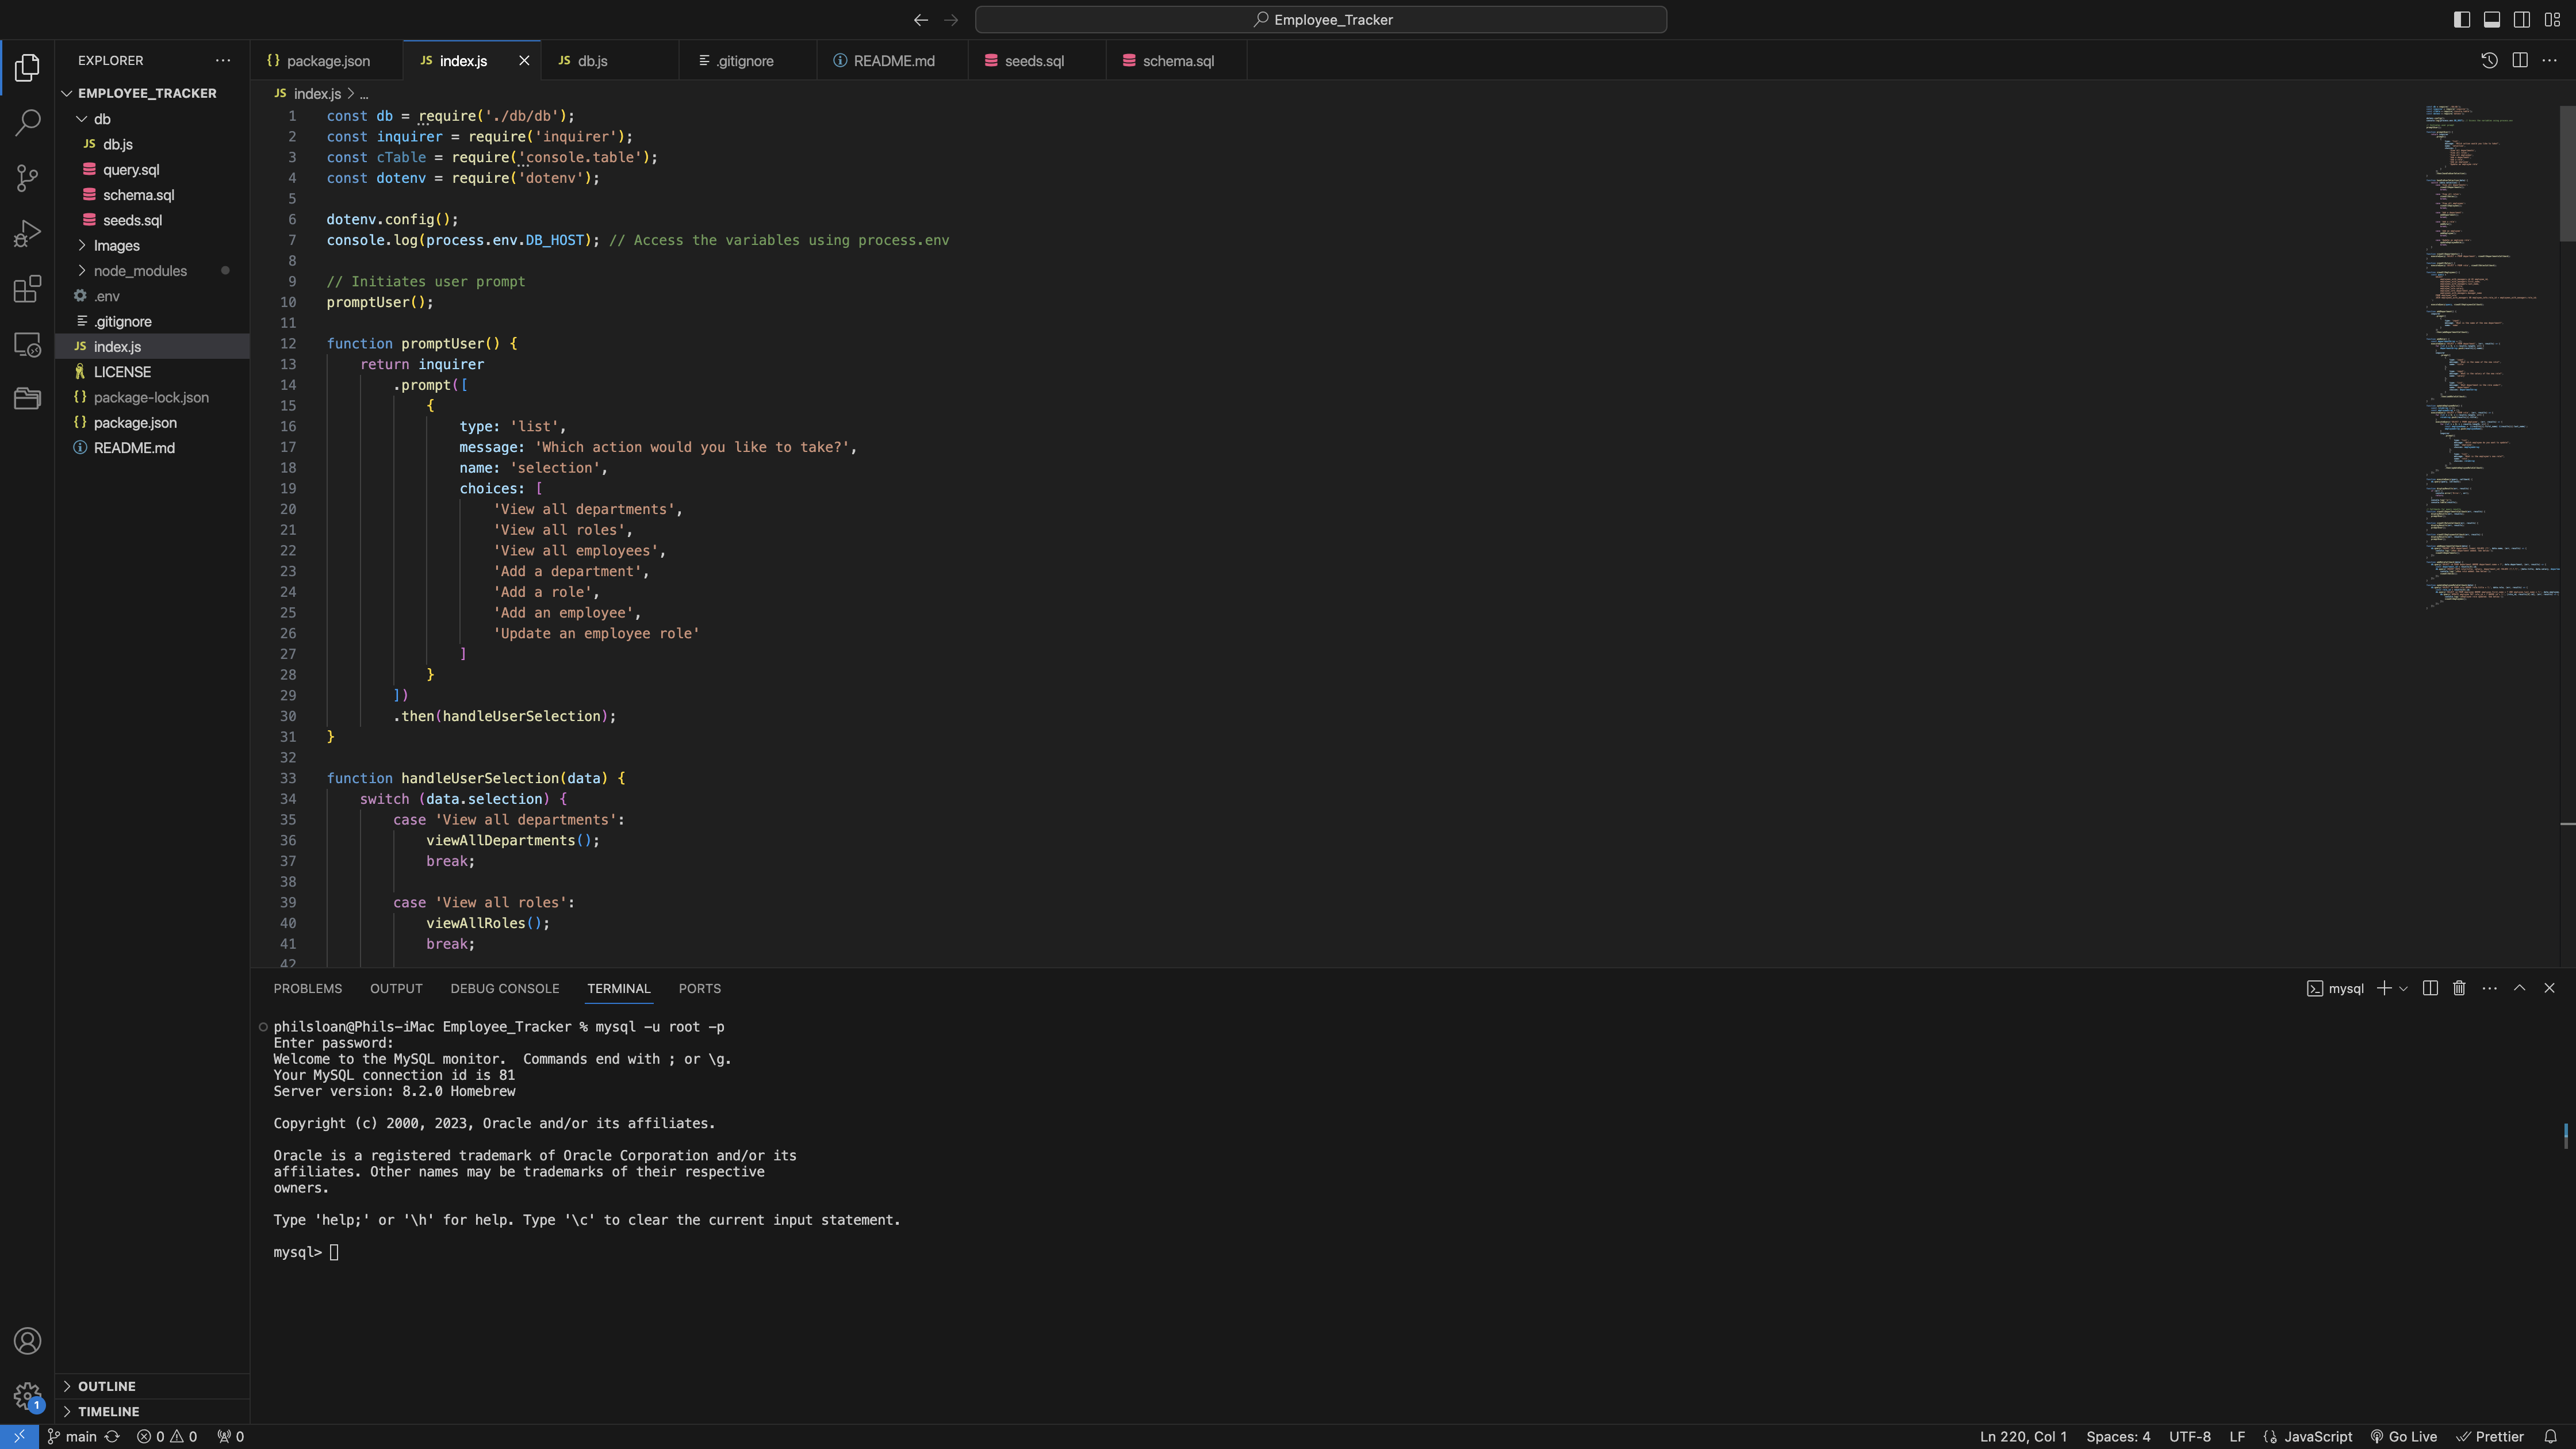 Employee_Tracker
EXPLORER
EMPLOYEE_TRACKER
db
JS db.js
query.sql
schema.sql
seeds.sql
Images
node_modules
.env
.gitignore
JS index.js
LICENSE
{} package-lock.json
{} package.json
README.md
OUTLINE
TIMELINE
{} package.json
JS index.js
JS db.js
.gitignore
README.md
seeds.sql
schema.sql
JS index.js > ...
1 const db = require('./db/db');
2 const inquirer = require('inquirer');
3 const cTable = require('console.table');
4 const dotenv = require('dotenv');
5
6 dotenv.config();
7 console.log(process.env.DB_HOST); // Access the variables using process.env
8
9 // Initiates user prompt
10 promptUser();
11
12 function promptUser() {
13 return inquirer
14 .prompt([
15 {
16 type: 'list',
17 message: 'Which action would you like to take?',
18 name: 'selection',
19 choices: [
20 'View all departments',
21 'View all roles',
22 'View all employees',
23 'Add a department',
24 'Add a role',
25 'Add an employee',
26 'Update an employee role'
27 ]
28 }
29 ])
30 .then(handleUserSelection);
31 }
32
33 function handleUserSelection(data) {
34 switch (data.selection) {
35 case 'View all departments':
36 viewAllDepartments();
37 break;
38
39 case 'View all roles':
40 viewAllRoles();
41 break;
42
PROBLEMS OUTPUT DEBUG CONSOLE TERMINAL PORTS
mysql
philsloan@Phils-iMac Employee_Tracker % mysql -u root -p
Enter password:
Welcome to the MySQL monitor.  Commands end with ; or \g.
Your MySQL connection id is 81
Server version: 8.2.0 Homebrew
Copyright (c) 2000, 2023, Oracle and/or its affiliates.
Oracle is a registered trademark of Oracle Corporation and/or its
affiliates. Other names may be trademarks of their respective
owners.
Type 'help;' or '\h' for help. Type '\c' to clear the current input statement.
mysql>
1
main 0 0 0
Ln 220, Col 1 Spaces: 4 UTF-8 LF {} JavaScript Go Live Prettier